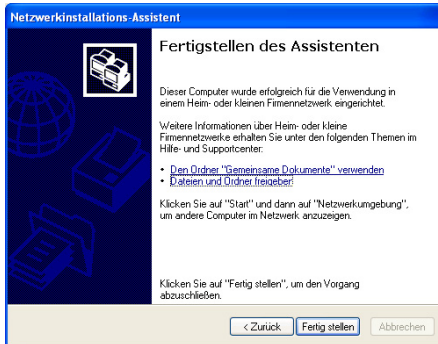 Netzwerkinstallations-Assistent
Fertigstellen des Assistenten
Dieser Computer wurde erfolgreich für die Verwendung in
einem Heim- oder kleinen Firmennetzwerk eingerichtet.
Weitere Informationen über Heim- oder kleine
Firmennetzwerke erhalten Sie unter den folgenden Themen im
Hilfe- und Supportcenter:
• Den Ordner "Gemeinsame Dokumente" verwenden
• Dateien und Ordner freigeben
Klicken Sie auf "Start" und dann auf "Netzwerkumgebung",
um andere Computer im Netzwerk anzuzeigen.
Klicken Sie auf "Fertig stellen", um den Vorgang
abzuschließen.
< Zurück Fertig stellen Abbrechen